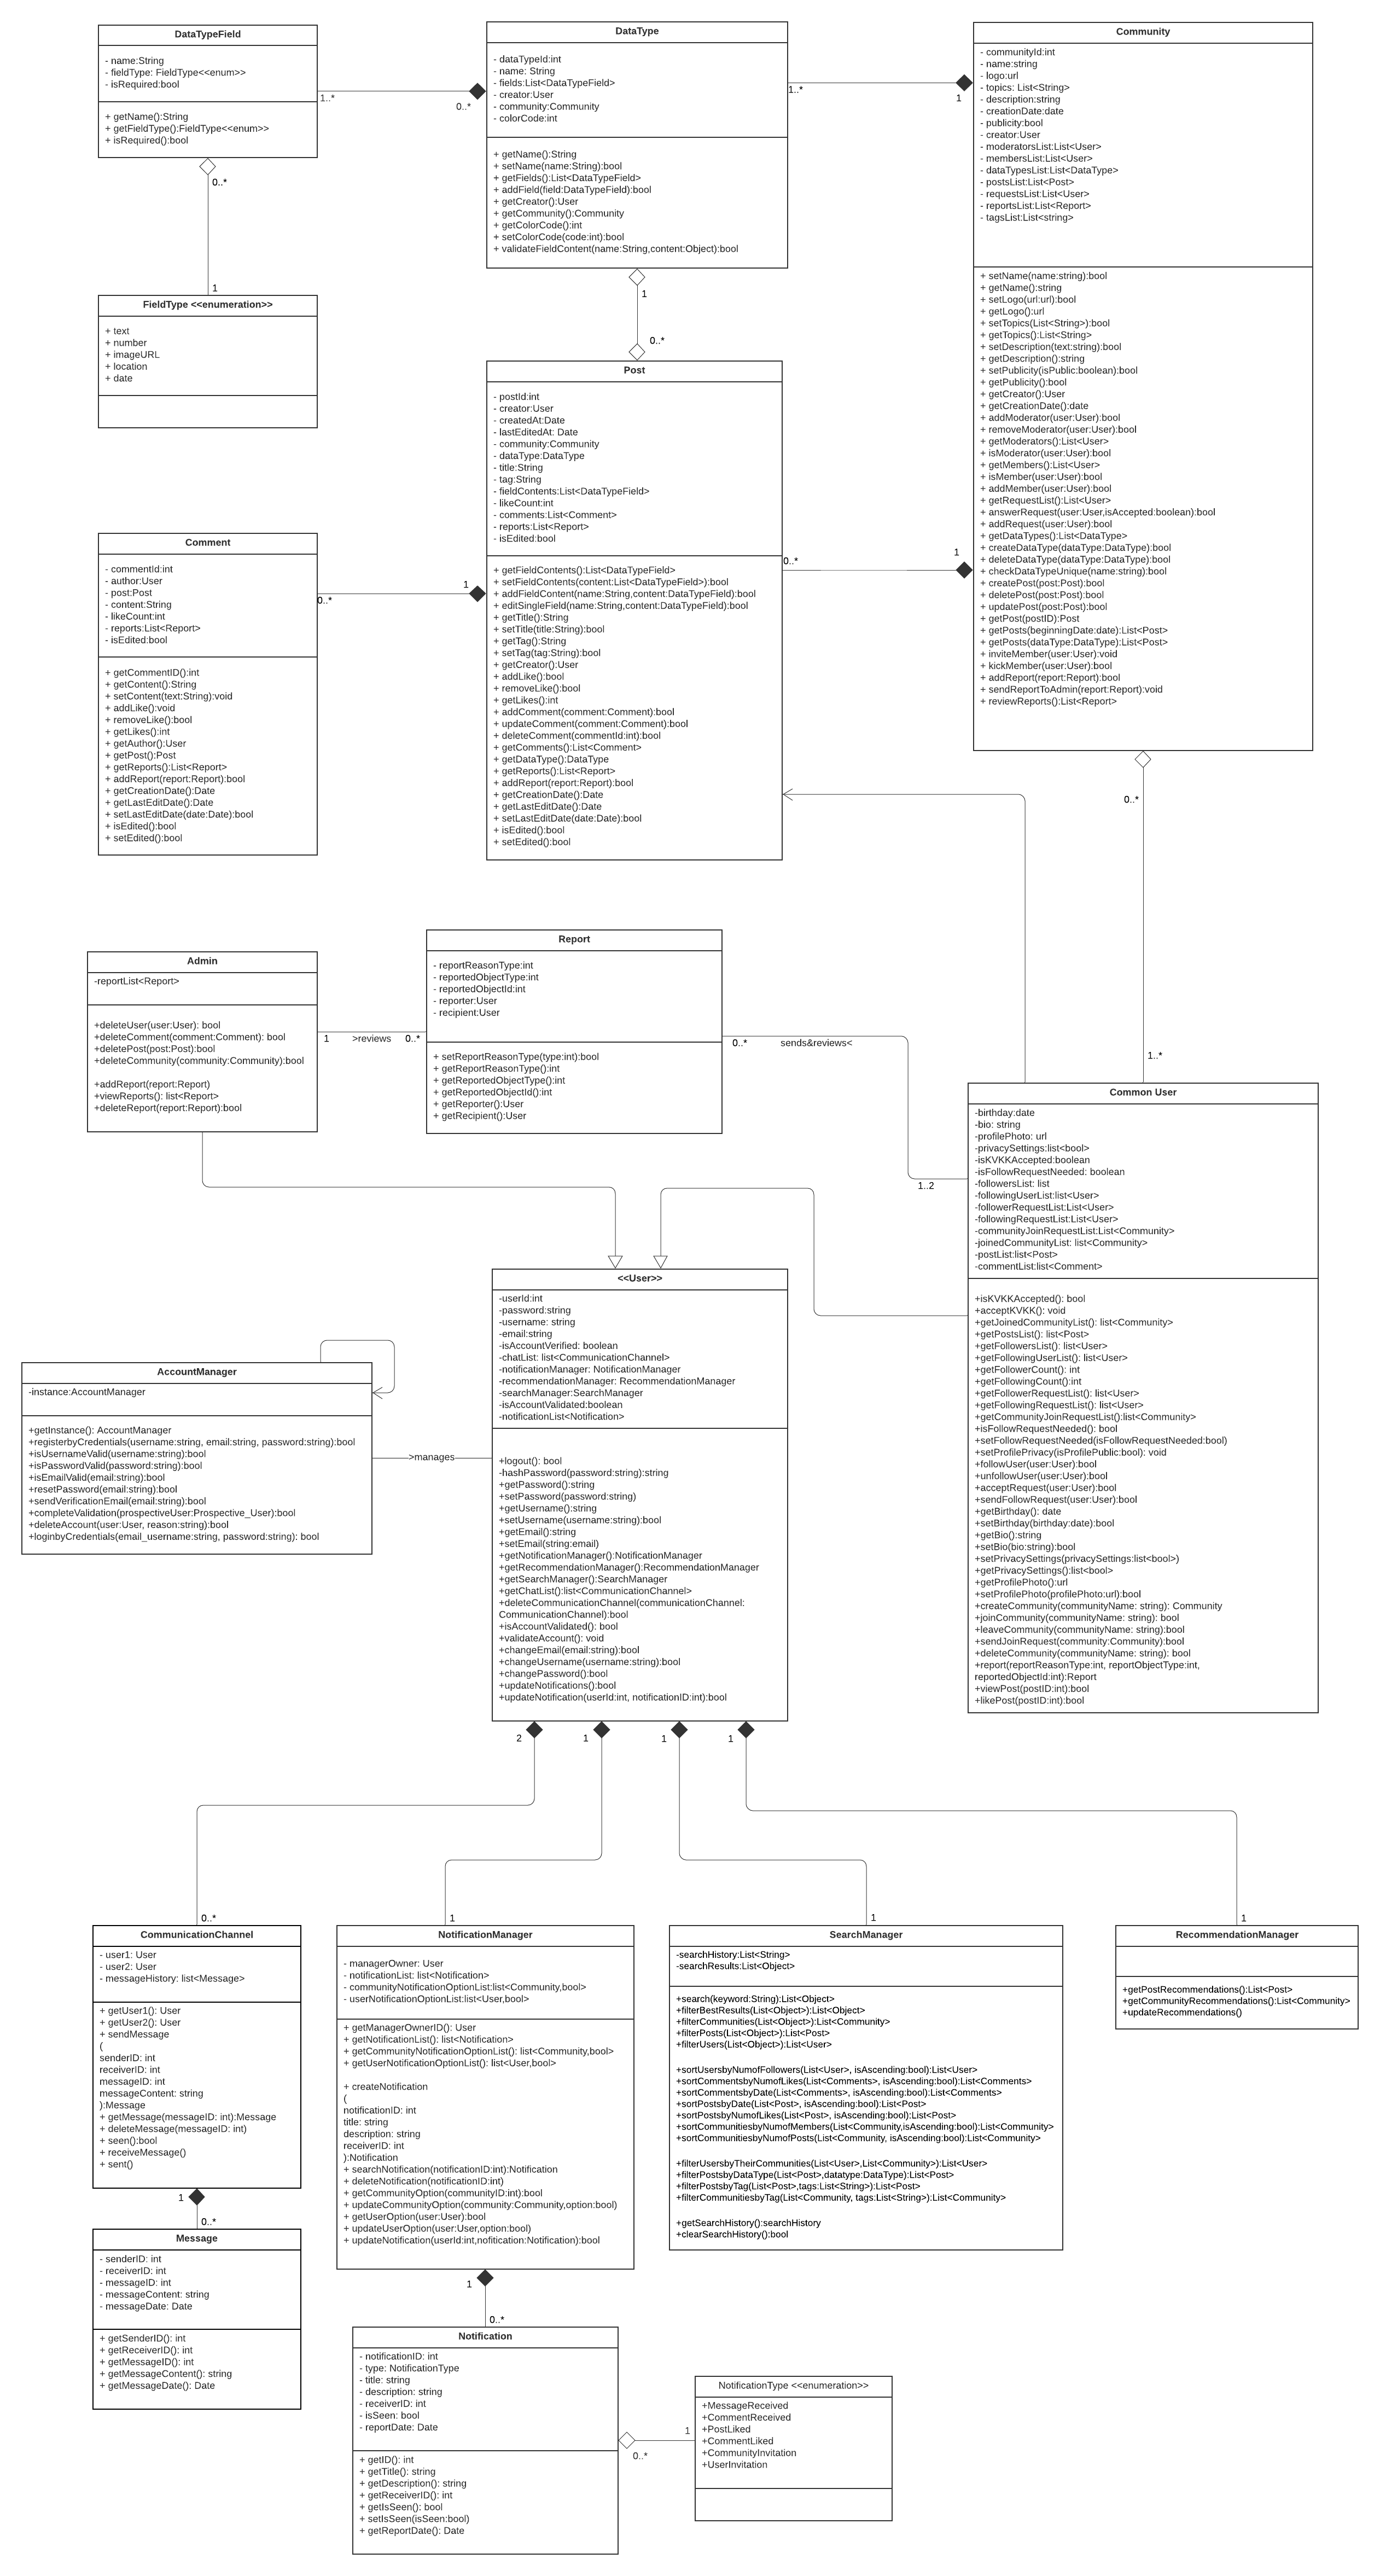 DataTypeField
- name:String
- fieldType: FieldType<<enum>>
- isRequired:bool
+ getName():String
+ getFieldType():FieldType<<enum>>
+ isRequired():bool
1..*
0..*
DataType
- dataTypeId:int
- name: String
- fields:List<DataTypeField>
- creator:User
- community:Community
- colorCode:int
+ getName():String
+ setName(name:String):bool
+ getFields():List<DataTypeField>
+ addField(field:DataTypeField):bool
+ getCreator():User
+ getCommunity():Community
+ getColorCode():int
+ setColorCode(code:int):bool
+ validateFieldContent(name:String,content:Object):bool
1..*
1
Community
- communityId:int
- name:string
- logo:url
- topics: List<String>
- description:string
- creationDate:date
- publicity:bool
- creator:User
- moderatorsList:List<User>
- membersList:List<User>
- dataTypesList:List<DataType>
- postsList:List<Post>
- requestsList:List<User>
- reportsList:List<Report>
- tagsList:List<string>
+ setName(name:string):bool
+ getName():string
+ setLogo(url:url):bool
+ getLogo():url
+ setTopics(List<String>):bool
+ getTopics():List<String>
+ setDescription(text:string):bool
+ getDescription():string
+ setPublicity(isPublic:boolean):bool
+ getPublicity():bool
+ getCreator():User
+ getCreationDate():date
+ addModerator(user:User):bool
+ removeModerator(user:User):bool
+ getModerators():List<User>
+ isModerator(user:User):bool
+ getMembers():List<User>
+ isMember(user:User):bool
+ addMember(user:User):bool
+ getRequestList():List<User>
+ answerRequest(user:User,isAccepted:boolean):bool
+ addRequest(user:User):bool
+ getDataTypes():List<DataType>
+ createDataType(dataType:DataType):bool
+ deleteDataType(dataType:DataType):bool
+ checkDataTypeUnique(name:string):bool
+ createPost(post:Post):bool
+ deletePost(post:Post):bool
+ updatePost(post:Post):bool
+ getPost(postID):Post
+ getPosts(beginningDate:date):List<Post>
+ getPosts(dataType:DataType):List<Post>
+ inviteMember(user:User):void
+ kickMember(user:User):bool
+ addReport(report:Report):bool
+ sendReportToAdmin(report:Report):void
+ reviewReports():List<Report>
0..*
1
FieldType <<enumeration>>
+ text
+ number
+ imageURL
+ location
+ date
1
0..*
Post
- postId:int
- creator:User
- createdAt:Date
- lastEditedAt: Date
- community:Community
- dataType:DataType
- title:String
- tag:String
- fieldContents:List<DataTypeField>
- likeCount:int
- comments:List<Comment>
- reports:List<Report>
- isEdited:bool
+ getFieldContents():List<DataTypeField>
+ setFieldContents(content:List<DataTypeField>):bool
+ addFieldContent(name:String,content:DataTypeField):bool
+ editSingleField(name:String,content:DataTypeField):bool
+ getTitle():String
+ setTitle(title:String):bool
+ getTag():String
+ setTag(tag:String):bool
+ getCreator():User
+ addLike():bool
+ removeLike():bool
+ getLikes():int
+ addComment(comment:Comment):bool
+ updateComment(comment:Comment):bool
+ deleteComment(commentId:int):bool
+ getComments():List<Comment>
+ getDataType():DataType
+ getReports():List<Report>
+ addReport(report:Report):bool
+ getCreationDate():Date
+ getLastEditDate():Date
+ setLastEditDate(date:Date):bool
+ isEdited():bool
+ setEdited():bool
0..*
1
Comment
- commentId:int
- author:User
- post:Post
- content:String
- likeCount:int
- reports:List<Report>
- isEdited:bool
+ getCommentID():int
+ getContent():String
+ setContent(text:String):void
+ addLike():void
+ removeLike():bool
+ getLikes():int
+ getAuthor():User
+ getPost():Post
+ getReports():List<Report>
+ addReport(report:Report):bool
+ getCreationDate():Date
+ getLastEditDate():Date
+ setLastEditDate(date:Date):bool
+ isEdited():bool
+ setEdited():bool
0..*
1
0..*
1..*
Admin
-reportList<Report>
+deleteUser(user:User): bool
+deleteComment(comment:Comment): bool
+deletePost(post:Post):bool
+deleteCommunity(community:Community):bool
+addReport(report:Report)
+viewReports(): list<Report>
+deleteReport(report:Report):bool
1 >reviews 0..*
Report
- reportReasonType:int
- reportedObjectType:int
- reportedObjectId:int
- reporter:User
- recipient:User
+ setReportReasonType(type:int):bool
+ getReportReasonType():int
+ getReportedObjectType():int
+ getReportedObjectId():int
+ getReporter():User
+ getRecipient():User
0..* sends&reviews<
1..2
Common User
-birthday:date
-bio: string
-profilePhoto: url
-privacySettings:list<bool>
-isKVKKAccepted:boolean
-isFollowRequestNeeded: boolean
-followersList: list
-followingUserList:list<User>
-followerRequestList:List<User>
-followingRequestList:List<User>
-communityJoinRequestList:List<Community>
-joinedCommunityList: list<Community>
-postList:list<Post>
-commentList:list<Comment>
+isKVKKAccepted(): bool
+acceptKVKK(): void
+getJoinedCommunityList(): list<Community>
+getPostsList(): list<Post>
+getFollowersList(): list<User>
+getFollowingUserList(): list<User>
+getFollowerCount(): int
+getFollowingCount():int
+getFollowerRequestList(): list<User>
+getFollowingRequestList(): list<User>
+getCommunityJoinRequestList():list<Community>
+isFollowRequestNeeded(): bool
+setFollowRequestNeeded(isFollowRequestNeeded:bool)
+setProfilePrivacy(isProfilePublic:bool): void
+followUser(user:User):bool
+unfollowUser(user:User):bool
+acceptRequest(user:User):bool
+sendFollowRequest(user:User):bool
+getBirthday(): date
+setBirthday(birthday:date):bool
+getBio():string
+setBio(bio:string):bool
+setPrivacySettings(privacySettings:list<bool>)
+getPrivacySettings():list<bool>
+getProfilePhoto():url
+setProfilePhoto(profilePhoto:url):bool
+createCommunity(communityName: string): Community
+joinCommunity(communityName: string): bool
+leaveCommunity(communityName: string):bool
+sendJoinRequest(community:Community):bool
+deleteCommunity(communityName: string): bool
+report(reportReasonType:int, reportObjectType:int,
reportedObjectId:int):Report
+viewPost(postID:int):bool
+likePost(postID:int):bool
<<User>>
-userId:int
-password:string
-username: string
-email:string
-isAccountVerified: boolean
-chatList: list<CommunicationChannel>
-notificationManager: NotificationManager
-recommendationManager: RecommendationManager
-searchManager:SearchManager
-isAccountValidated:boolean
-notificationList<Notification>
+logout(): bool
-hashPassword(password:string):string
+getPassword():string
+setPassword(password:string)
+getUsername():string
+setUsername(username:string):bool
+getEmail():string
+setEmail(string:email)
+getNotificationManager():NotificationManager
+getRecommendationManager():RecommendationManager
+getSearchManager():SearchManager
+getChatList():list<CommunicationChannel>
+deleteCommunicationChannel(communicationChannel:
CommunicationChannel):bool
+isAccountValidated(): bool
+validateAccount(): void
+changeEmail(email:string):bool
+changeUsername(username:string):bool
+changePassword():bool
+updateNotifications():bool
+updateNotification(userId:int, notificationID:int):bool
AccountManager
-instance:AccountManager
+getInstance(): AccountManager
+registerbyCredentials(username:string, email:string, password:string):bool
+isUsernameValid(username:string):bool
+isPasswordValid(password:string):bool
+isEmailValid(email:string):bool
+resetPassword(email:string):bool
+sendVerificationEmail(email:string):bool
+completeValidation(prospectiveUser:Prospective_User):bool
+deleteAccount(user:User, reason:string):bool
+loginbyCredentials(email_username:string, password:string): bool
>manages
2
1
1
1
0..*
1
1
1
CommunicationChannel
- user1: User
- user2: User
- messageHistory: list<Message>
+ getUser1(): User
+ getUser2(): User
+ sendMessage
(
senderID: int
receiverID: int
messageID: int
messageContent: string
):Message
+ getMessage(messageID: int):Message
+ deleteMessage(messageID: int)
+ seen():bool
+ receiveMessage()
+ sent()
1
0..*
Message
- senderID: int
- receiverID: int
- messageID: int
- messageContent: string
- messageDate: Date
+ getSenderID(): int
+ getReceiverID(): int
+ getMessageID(): int
+ getMessageContent(): string
+ getMessageDate(): Date
NotificationManager
- managerOwner: User
- notificationList: list<Notification>
- communityNotificationOptionList:list<Community,bool>
- userNotificationOptionList:list<User,bool>
+ getManagerOwnerID(): User
+ getNotificationList(): list<Notification>
+ getCommunityNotificationOptionList(): list<Community,bool>
+ getUserNotificationOptionList(): list<User,bool>
+ createNotification
(
notificationID: int
title: string
description: string
receiverID: int
):Notification
+ searchNotification(notificationID:int):Notification
+ deleteNotification(notificationID:int)
+ getCommunityOption(communityID:int):bool
+ updateCommunityOption(community:Community,option:bool)
+ getUserOption(user:User):bool
+ updateUserOption(user:User,option:bool)
+ updateNotification(userId:int,nofitication:Notification):bool
1
0..*
SearchManager
-searchHistory:List<String>
-searchResults:List<Object>
+search(keyword:String):List<Object>
+filterBestResults(List<Object>):List<Object>
+filterCommunities(List<Object>):List<Community>
+filterPosts(List<Object>):List<Post>
+filterUsers(List<Object>):List<User>
+sortUsersbyNumofFollowers(List<User>, isAscending:bool):List<User>
+sortCommentsbyNumofLikes(List<Comments>, isAscending:bool):List<Comments>
+sortCommentsbyDate(List<Comments>, isAscending:bool):List<Comments>
+sortPostsbyDate(List<Post>, isAscending:bool):List<Post>
+sortPostsbyNumofLikes(List<Post>, isAscending:bool):List<Post>
+sortCommunitiesbyNumofMembers(List<Community,isAscending:bool):List<Community>
+sortCommunitiesbyNumofPosts(List<Community, isAscending:bool):List<Community>
+filterUsersbyTheirCommunities(List<User>,List<Community>):List<User>
+filterPostsbyDataType(List<Post>,datatype:DataType):List<Post>
+filterPostsbyTag(List<Post>,tags:List<String>):List<Post>
+filterCommunitiesbyTag(List<Community, tags:List<String>):List<Community>
+getSearchHistory():searchHistory
+clearSearchHistory():bool
RecommendationManager
+getPostRecommendations():List<Post>
+getCommunityRecommendations():List<Community>
+updateRecommendations()
Notification
- notificationID: int
- type: NotificationType
- title: string
- description: string
- receiverID: int
- isSeen: bool
- reportDate: Date
+ getID(): int
+ getTitle(): string
+ getDescription(): string
+ getReceiverID(): int
+ getIsSeen(): bool
+ setIsSeen(isSeen:bool)
+ getReportDate(): Date
1
0..*
NotificationType <<enumeration>>
+MessageReceived
+CommentReceived
+PostLiked
+CommentLiked
+CommunityInvitation
+UserInvitation